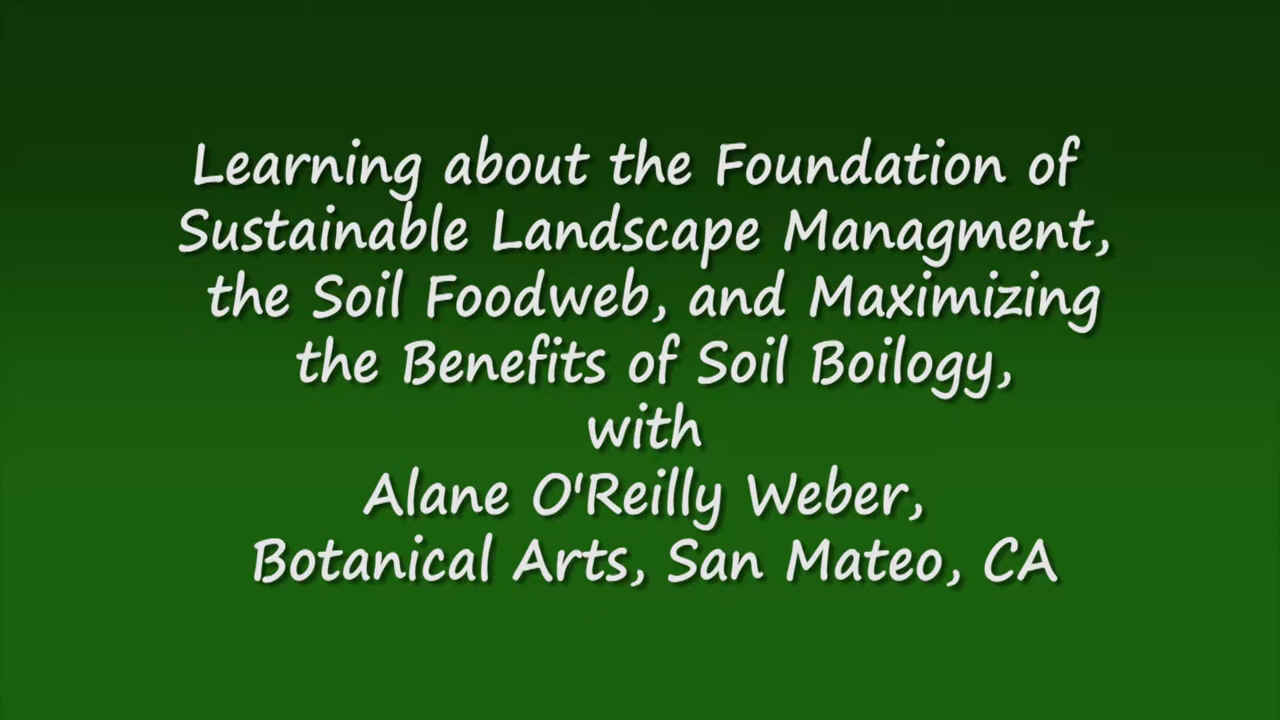 Learning about the Foundation of
Sustainable Landscape Managment,
the Soil Foodweb, and Maximizing
the Benefits of Soil Boilogy,
with
Alane O'Reilly Weber,
Botanical Arts, San Mateo, CA